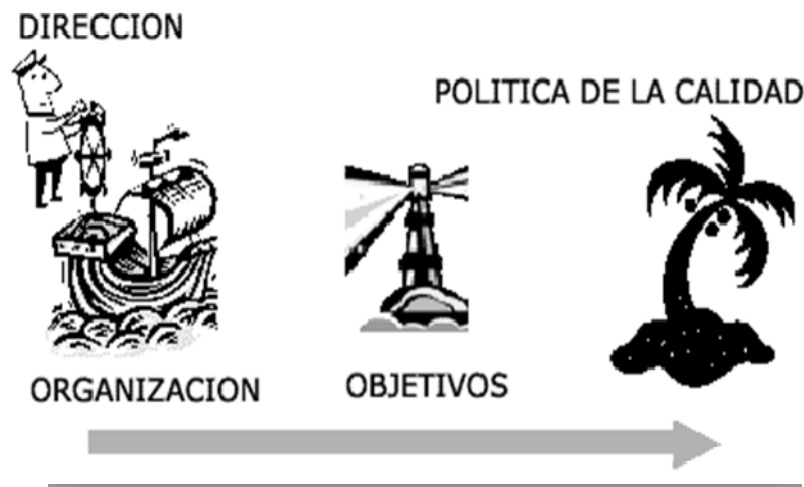 DIRECCION
POLITICA DE LA CALIDAD
ORGANIZACION
OBJETIVOS